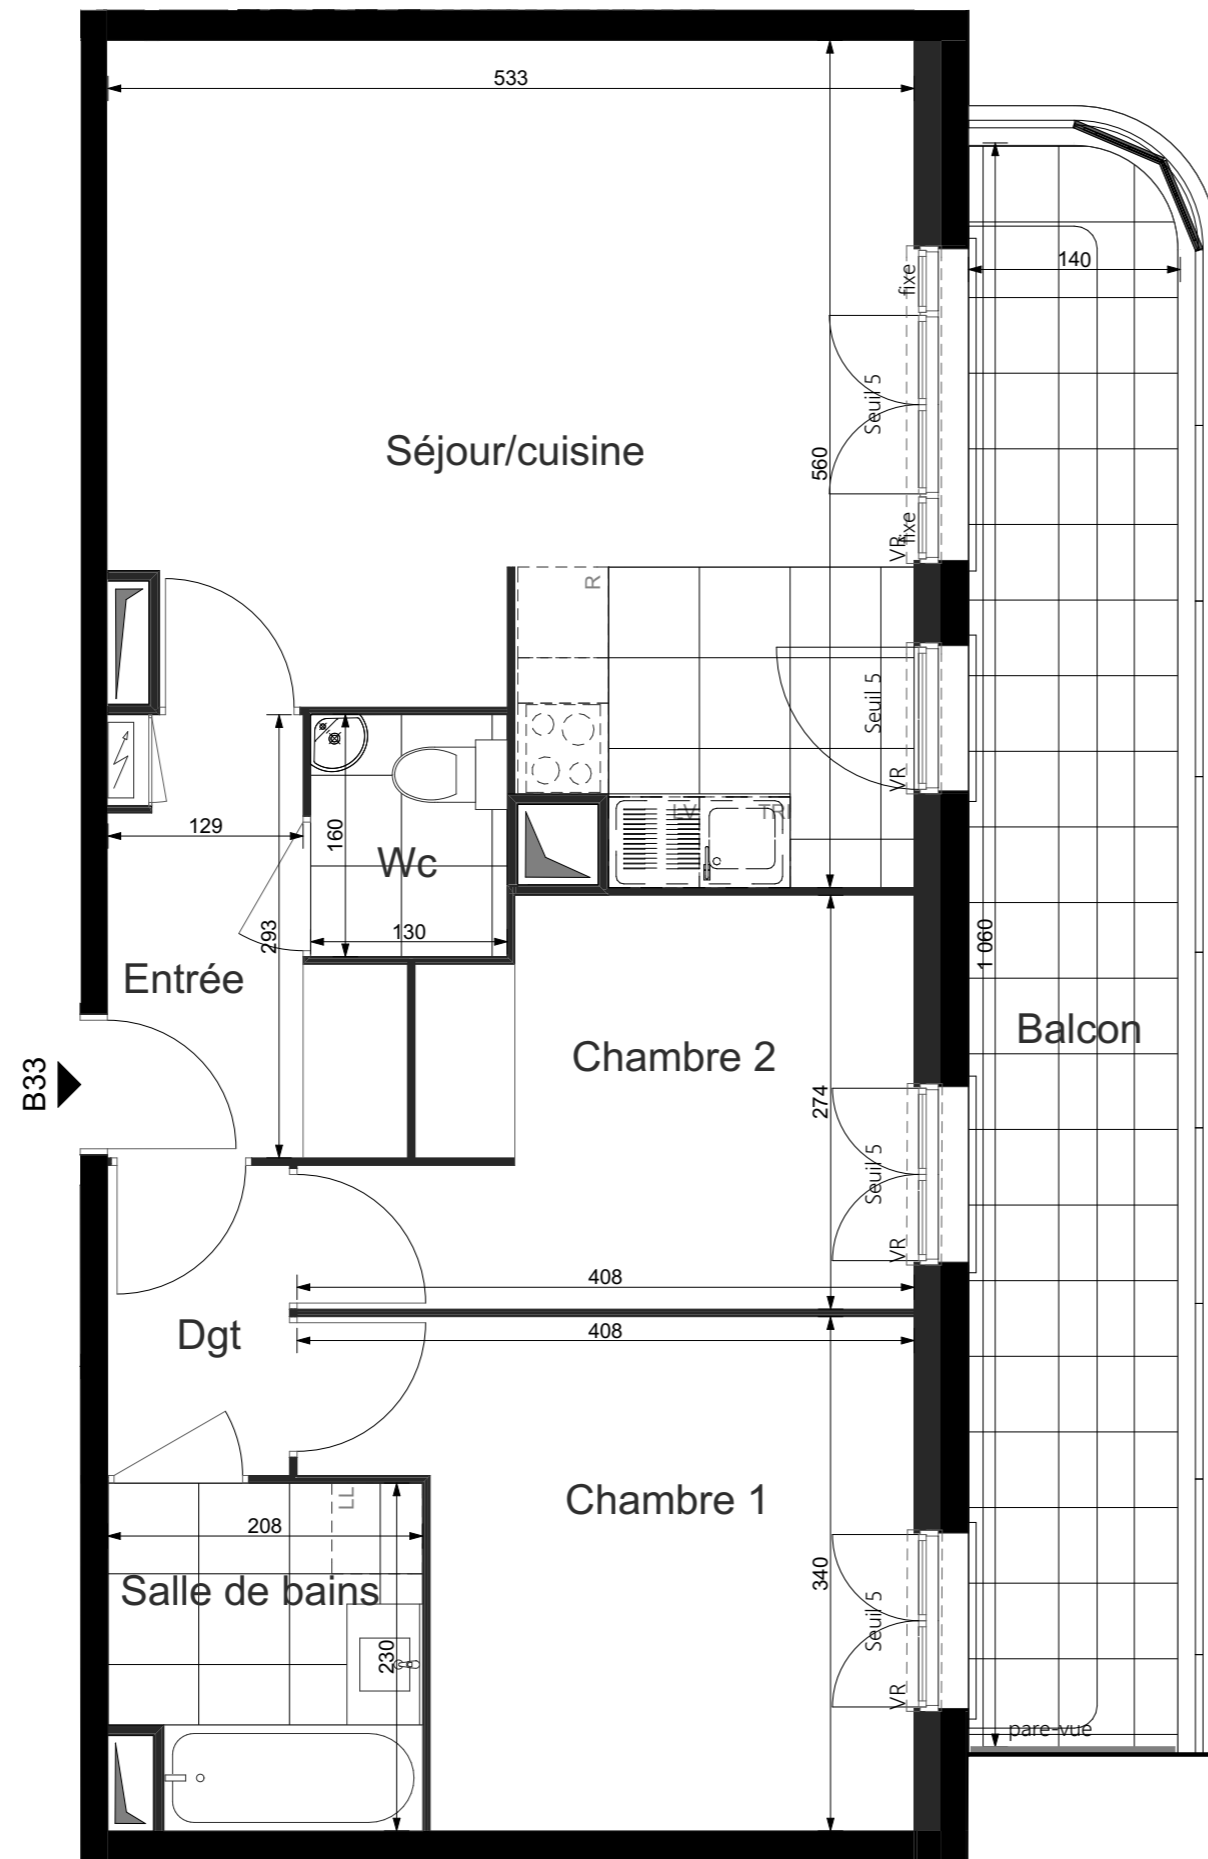 533
140
fixe
Seuil 5
Séjour/cuisine
560
fixe
VR
R
Seuil 5
VR
129
160
LV
TRI
Wc
130
293
1 060
Entrée
Balcon
B33
Chambre 2
274
Seuil 5
VR
408
Dgt
408
Chambre 1
LL
208
340
Salle de bains
Seuil 5
230
VR
pare-vue